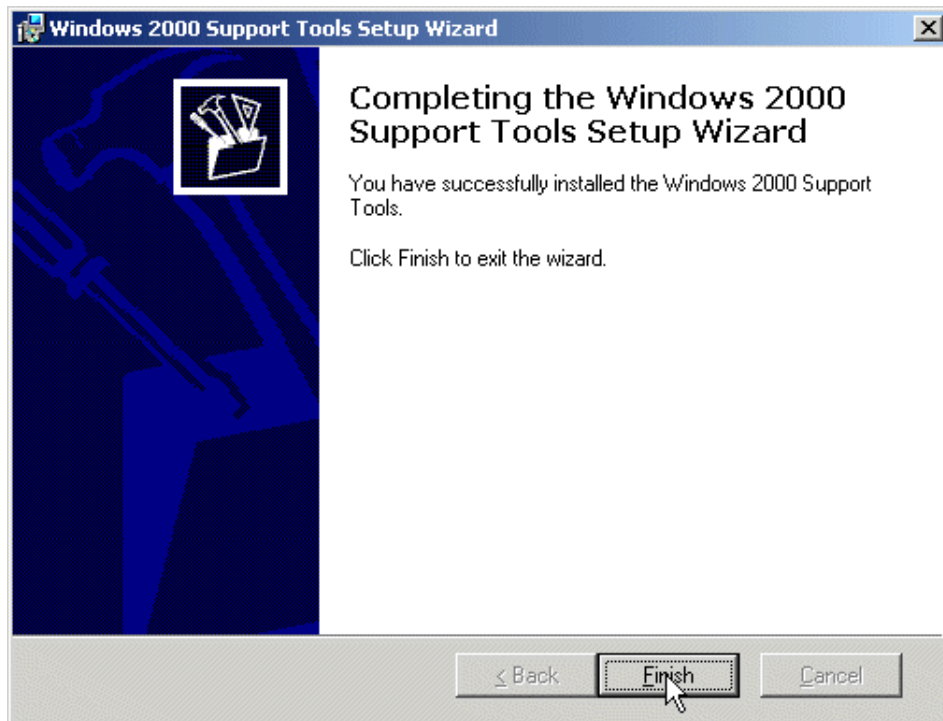 Windows 2000 Support Tools Setup Wizard
Completing the Windows 2000
Support Tools Setup Wizard
You have successfully installed the Windows 2000 Support
Tools.
Click Finish to exit the wizard.
< Back Finish Cancel